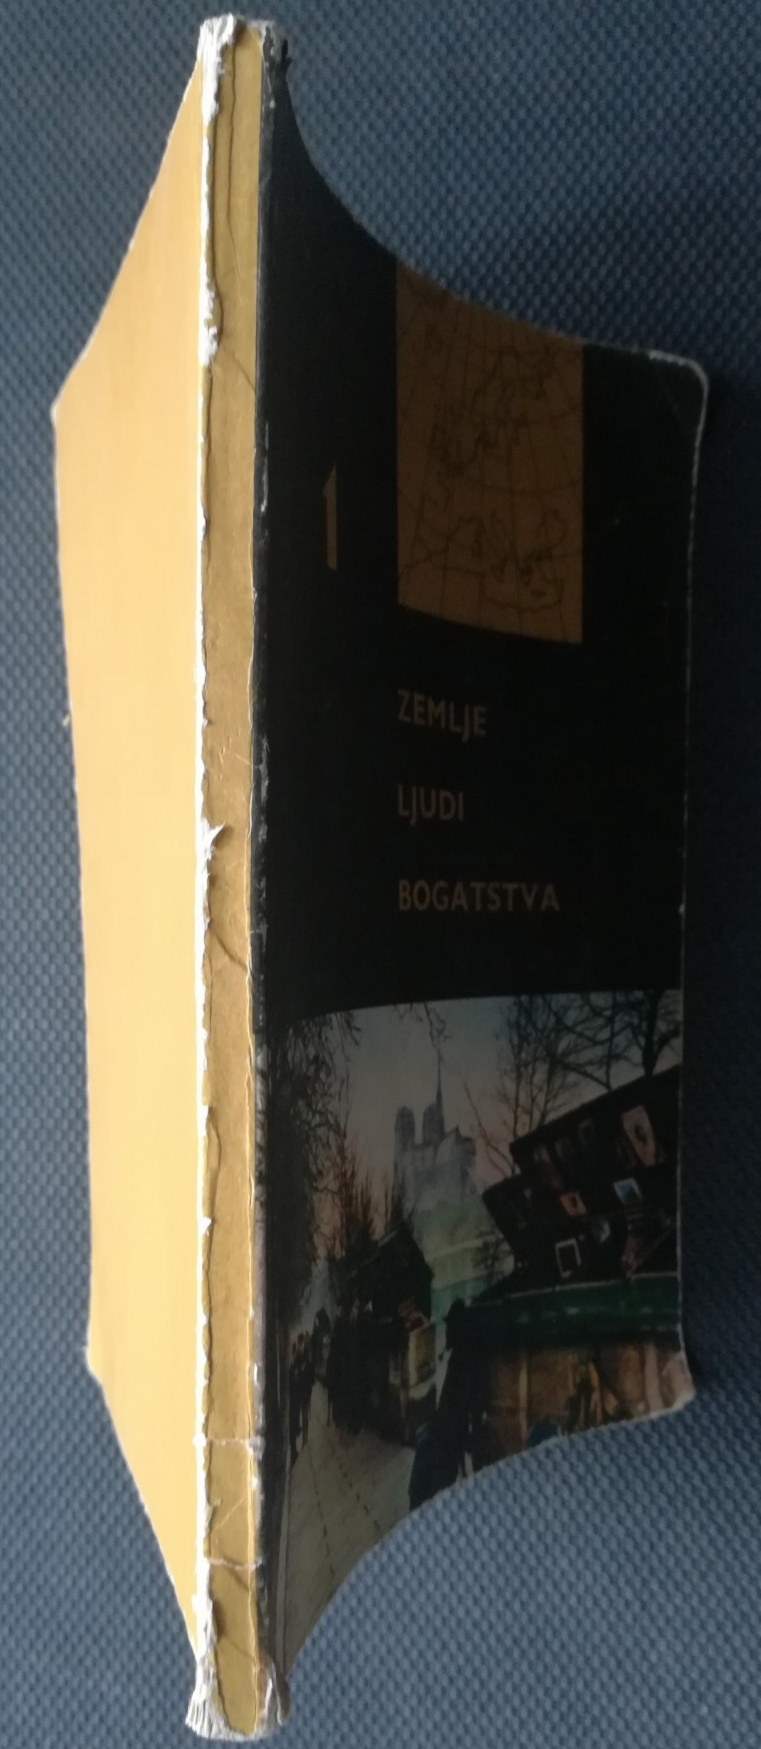 1
ZEMLJE
LJUDI
BOGATSTVA